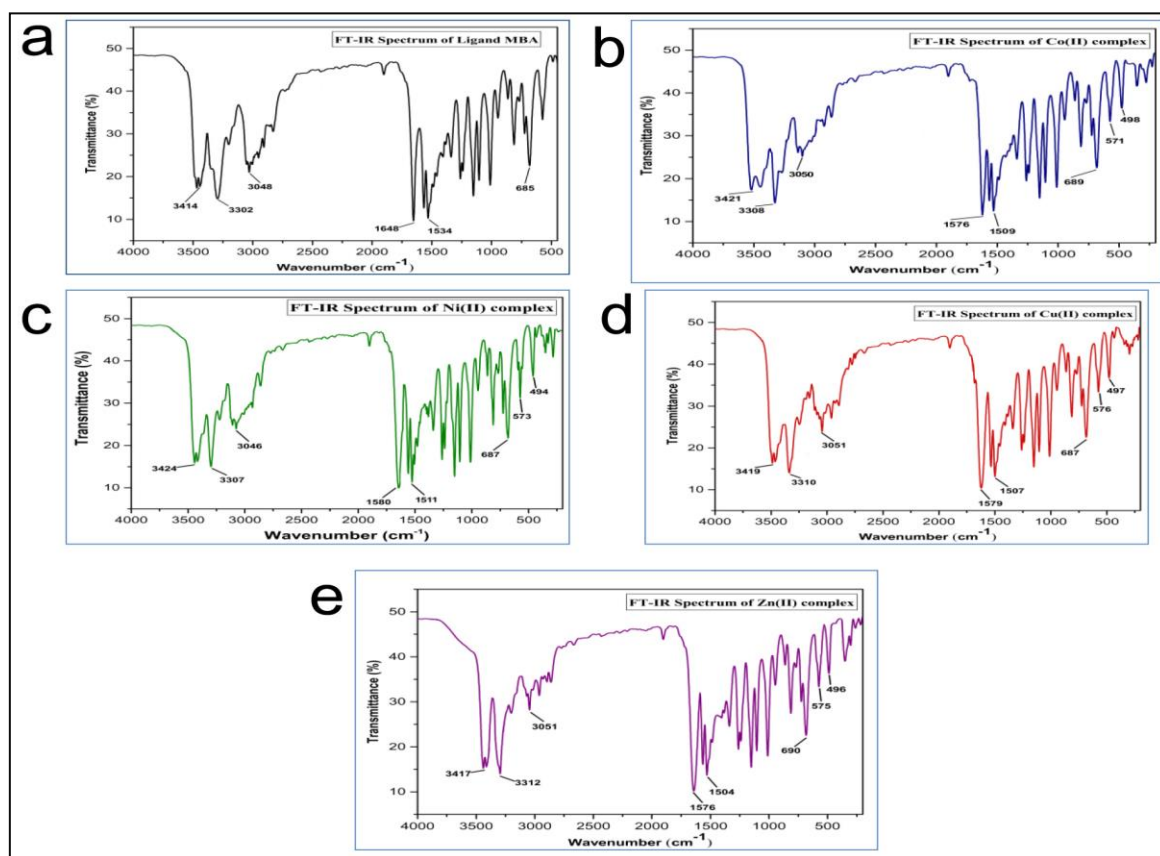 a
FT-IR Spectrum of Ligand MBA
Transmittance (%)
50
40
30
20
10
3414
3302
3048
1648
1534
685
4000 3500 3000 2500 2000 1500 1000 500
Wavenumber (cm-1)
b
FT-IR Spectrum of Co(II) complex
Transmittance (%)
50
40
30
20
10
3421
3308
3050
1576
1509
689
571
498
4000 3500 3000 2500 2000 1500 1000 500
Wavenumber (cm-1)
c
FT-IR Spectrum of Ni(II) complex
Transmittance (%)
50
40
30
20
10
3424
3307
3046
1580
1511
687
573
494
4000 3500 3000 2500 2000 1500 1000 500
Wavenumber (cm-1)
d
FT-IR Spectrum of Cu(II) complex
Transmittance (%)
50
40
30
20
10
3419
3310
3051
1579
1507
687
576
497
4000 3500 3000 2500 2000 1500 1000 500
Wavenumber (cm-1)
e
FT-IR Spectrum of Zn(II) complex
Transmittance (%)
50
40
30
20
10
3417
3312
3051
1576
1504
690
575
496
4000 3500 3000 2500 2000 1500 1000 500
Wavenumber (cm-1)